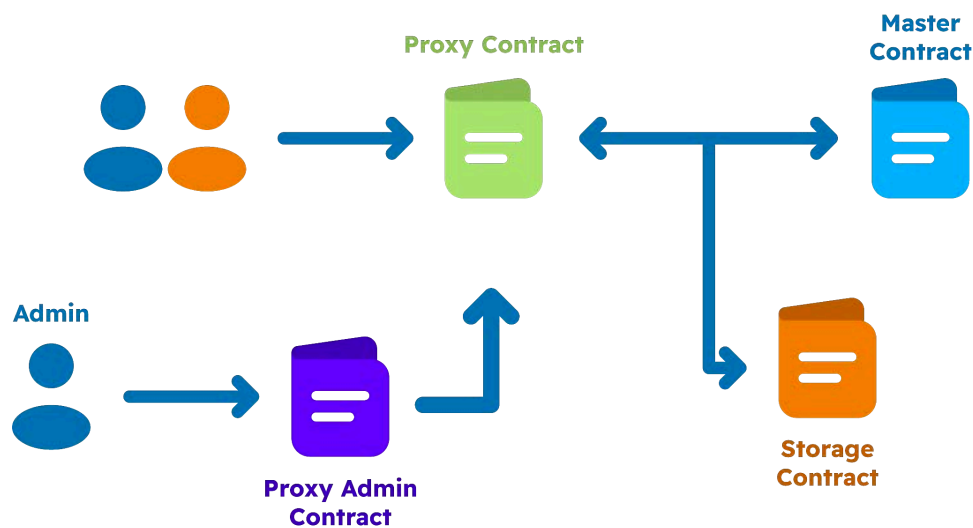 Proxy Contract
Master
Contract
Admin
Proxy Admin
Contract
Storage
Contract